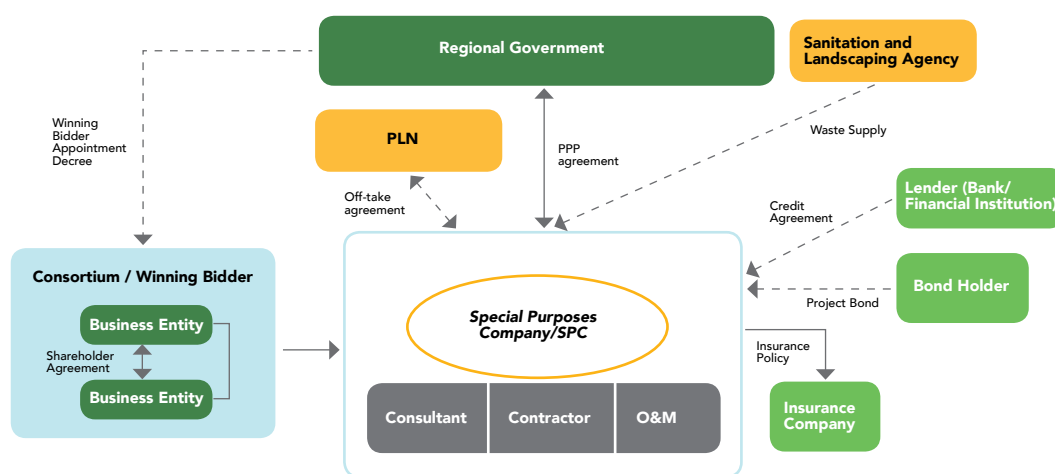 Regional Government
Sanitation and
Landscaping Agency
Winning
Bidder
Appointment
Decree
PLN
PPP
agreement
Waste Supply
Off-take
agreement
Lender (Bank/
Financial Institution)
Credit
Agreement
Consortium / Winning Bidder
Bond Holder
Project Bond
Business Entity
Special Purposes
Company/SPC
Shareholder
Agreement
Insurance
Policy
Business Entity
Consultant
Contractor
O&M
Insurance
Company